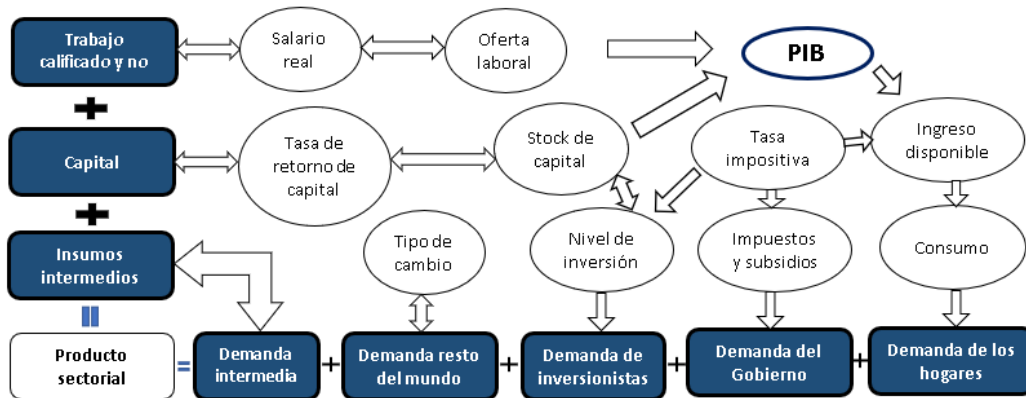 Trabajo
calificado y no
Salario
real
Oferta
laboral
PIB
Capital
Tasa de
retorno de
capital
Stock de
capital
Tasa
impositiva
Ingreso
disponible
Insumos
intermedios
Tipo de
cambio
Nivel de
inversión
Impuestos
y subsidios
Consumo
Producto
sectorial
=
Demanda
intermedia
+
Demanda resto
del mundo
+
Demanda de
inversionistas
+
Demanda del
Gobierno
+
Demanda de los
hogares